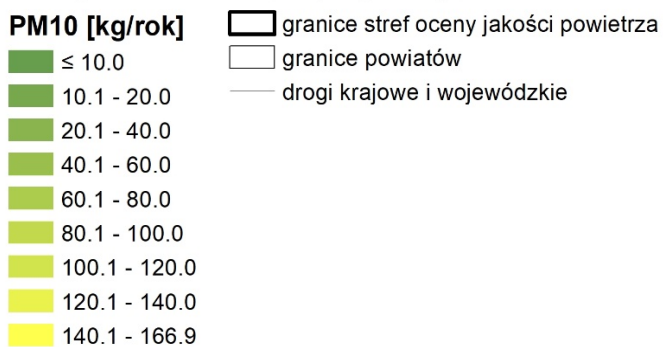 PM10 [kg/rok]
≤ 10.0
10.1 - 20.0
20.1 - 40.0
40.1 - 60.0
60.1 - 80.0
80.1 - 100.0
100.1 - 120.0
120.1 - 140.0
140.1 - 166.9
granice stref oceny jakości powietrza
granice powiatów
drogi krajowe i wojewódzkie